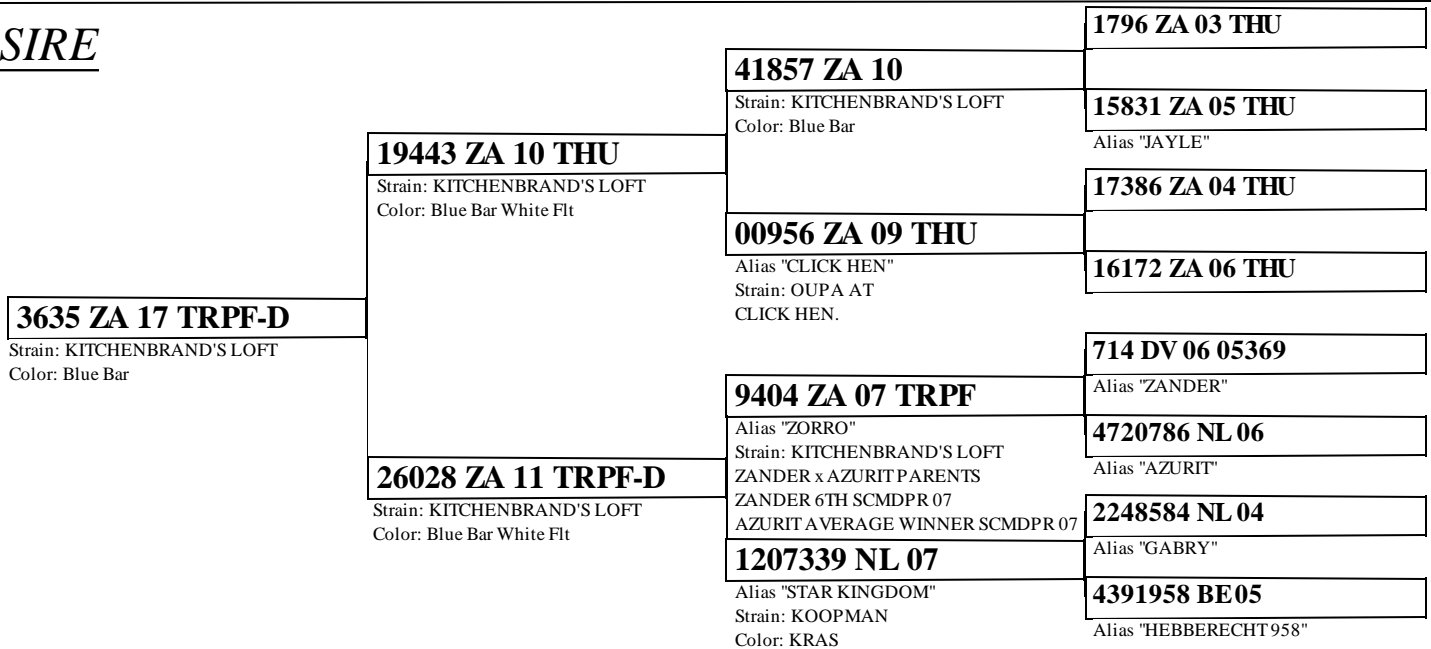 SIRE
3635 ZA 17 TRPF-D
Strain: KITCHENBRAND'S LOFT
Color: Blue Bar
19443 ZA 10 THU
Strain: KITCHENBRAND'S LOFT
Color: Blue Bar White Flt
26028 ZA 11 TRPF-D
Strain: KITCHENBRAND'S LOFT
Color: Blue Bar White Flt
41857 ZA 10
Strain: KITCHENBRAND'S LOFT
Color: Blue Bar
00956 ZA 09 THU
Alias "CLICK HEN"
Strain: OUPA AT
CLICK HEN.
9404 ZA 07 TRPF
Alias "ZORRO"
Strain: KITCHENBRAND'S LOFT
ZANDER x AZURIT PARENTS
ZANDER 6TH SCMDPR 07
AZURIT AVERAGE WINNER SCMDPR 07
1207339 NL 07
Alias "STAR KINGDOM"
Strain: KOOPMAN
Color: KRAS
1796 ZA 03 THU
15831 ZA 05 THU
Alias "JAYLE"
17386 ZA 04 THU
16172 ZA 06 THU
714 DV 06 05369
Alias "ZANDER"
4720786 NL 06
Alias "AZURIT"
2248584 NL 04
Alias "GABRY"
4391958 BE 05
Alias "HEBBERECHT 958"